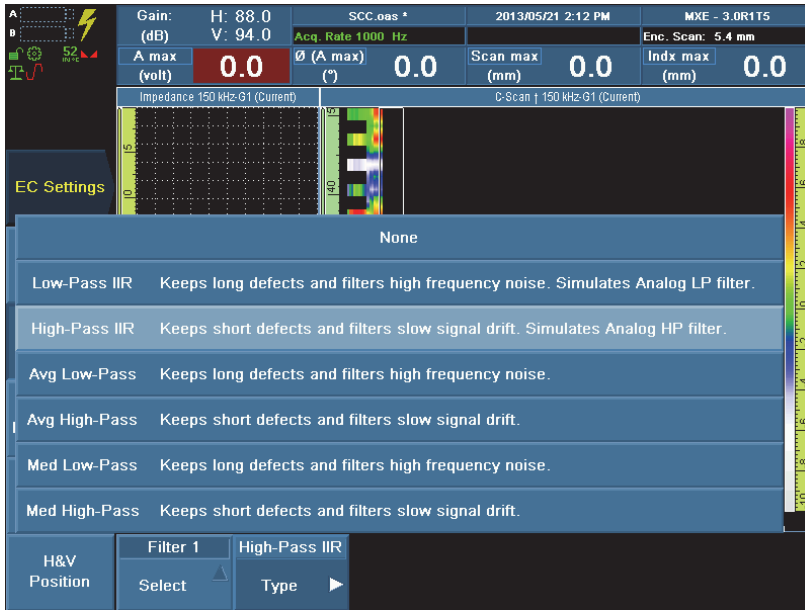 A
B
52
IN °C
Gain: H: 88.0
(dB) V: 94.0
SCC.oas *
2013/05/21 2:12 PM
MXE - 3.0R1T5
Acq. Rate 1000 Hz
Enc. Scan: 5.4 mm
A max
(volt)
0.0
Ø (A max)
(°)
0.0
Scan max
(mm)
0.0
Indx max
(mm)
0.0
Impedance 150 kHz-G1 (Current)
C-Scan † 150 kHz-G1 (Current)
EC Settings
None
Low-Pass IIR Keeps long defects and filters high frequency noise. Simulates Analog LP filter.
High-Pass IIR Keeps short defects and filters slow signal drift. Simulates Analog HP filter.
Avg Low-Pass Keeps long defects and filters high frequency noise.
Avg High-Pass Keeps short defects and filters slow signal drift.
Med Low-Pass Keeps long defects and filters high frequency noise.
Med High-Pass Keeps short defects and filters slow signal drift.
H&V
Position
Filter 1
Select
High-Pass IIR
Type